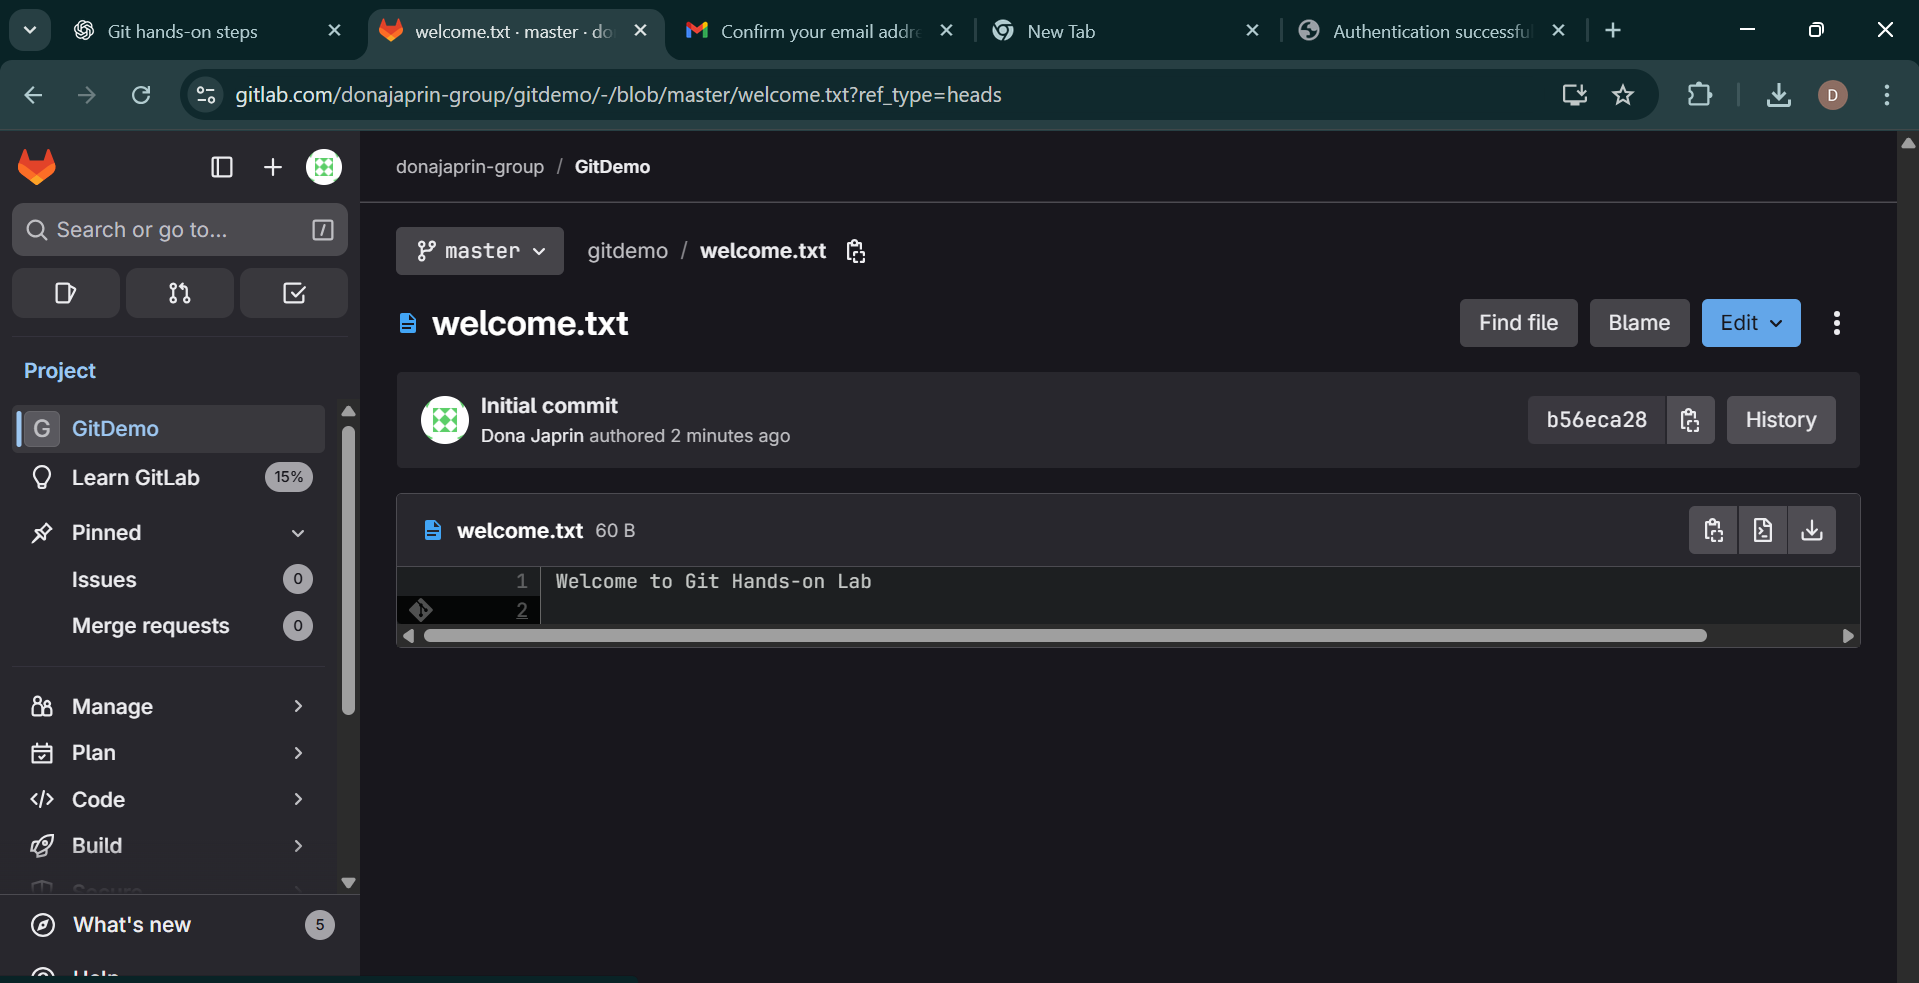 Git hands-on steps
welcome.txt · master · do
Confirm your email addre
New Tab
Authentication successfu
gitlab.com/donajaprin-group/gitdemo/-/blob/master/welcome.txt?ref_type=heads
D
donajaprin-group / GitDemo
Search or go to...
/
master
gitdemo / welcome.txt
welcome.txt
Find file
Blame
Edit
Project
Initial commit
Dona Japrin authored 2 minutes ago
b56eca28
History
G GitDemo
Learn GitLab 15%
Pinned
Issues 0
Merge requests 0
welcome.txt 60 B
1 Welcome to Git Hands-on Lab
2
Manage
Plan
Code
Build
Secure
What's new 5
Help